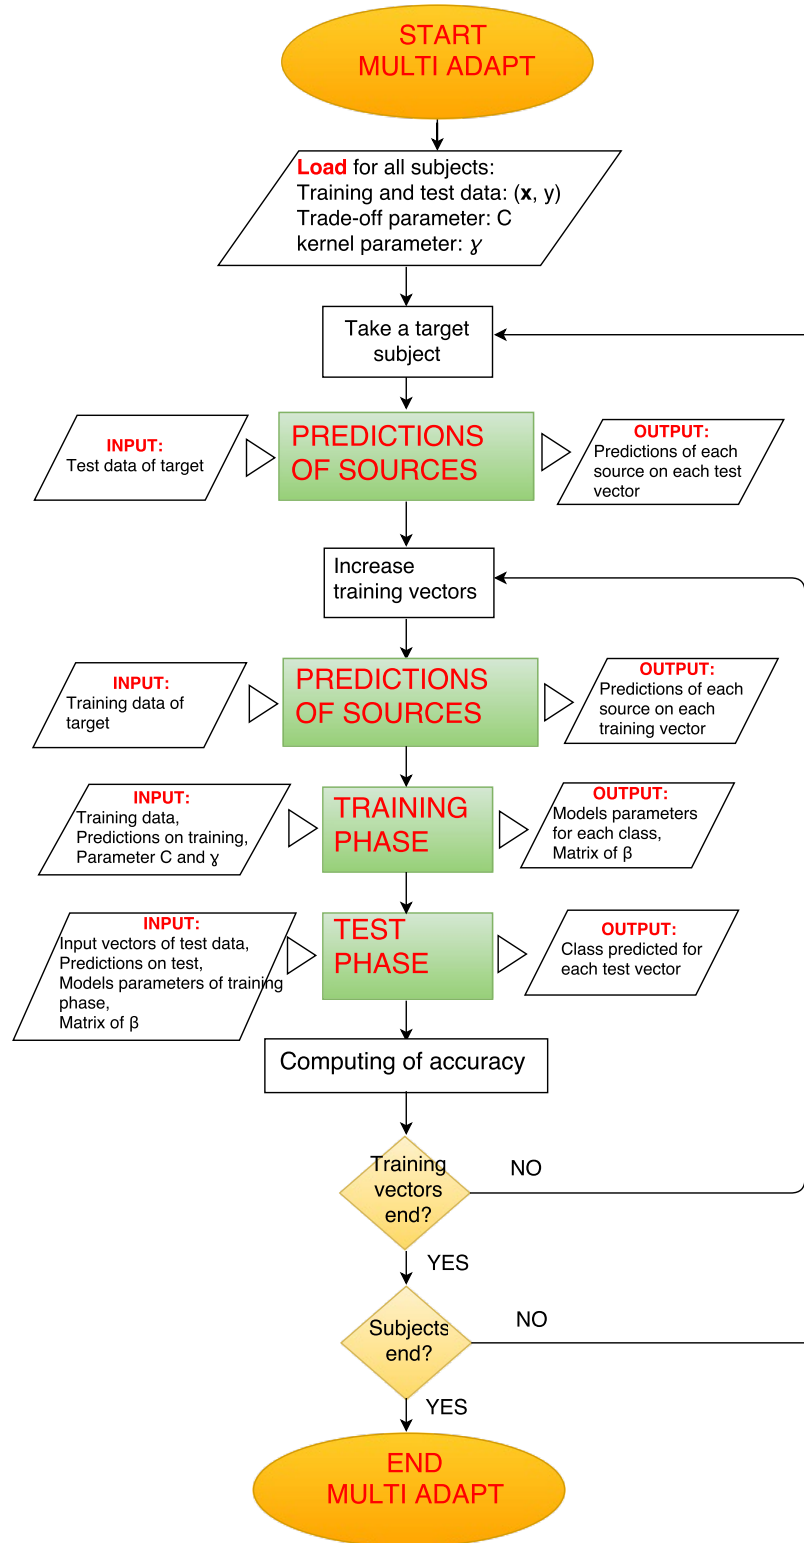 START
MULTI ADAPT
Load for all subjects:
Training and test data: (x, y)
Trade-off parameter: C
kernel parameter: ɣ
Take a target
subject
INPUT:
Test data of target
PREDICTIONS
OF SOURCES
OUTPUT:
Predictions of each
source on each test
vector
Increase
training vectors
INPUT:
Training data of
target
PREDICTIONS
OF SOURCES
OUTPUT:
Predictions of each
source on each
training vector
INPUT:
Training data,
Predictions on training,
Parameter C and ɣ
TRAINING
PHASE
OUTPUT:
Models parameters
for each class,
Matrix of β
INPUT:
Input vectors of test data,
Predictions on test,
Models parameters of training
phase,
Matrix of β
TEST
PHASE
OUTPUT:
Class predicted for
each test vector
Computing of accuracy
Training
vectors
end?
NO
YES
Subjects
end?
NO
YES
END
MULTI ADAPT